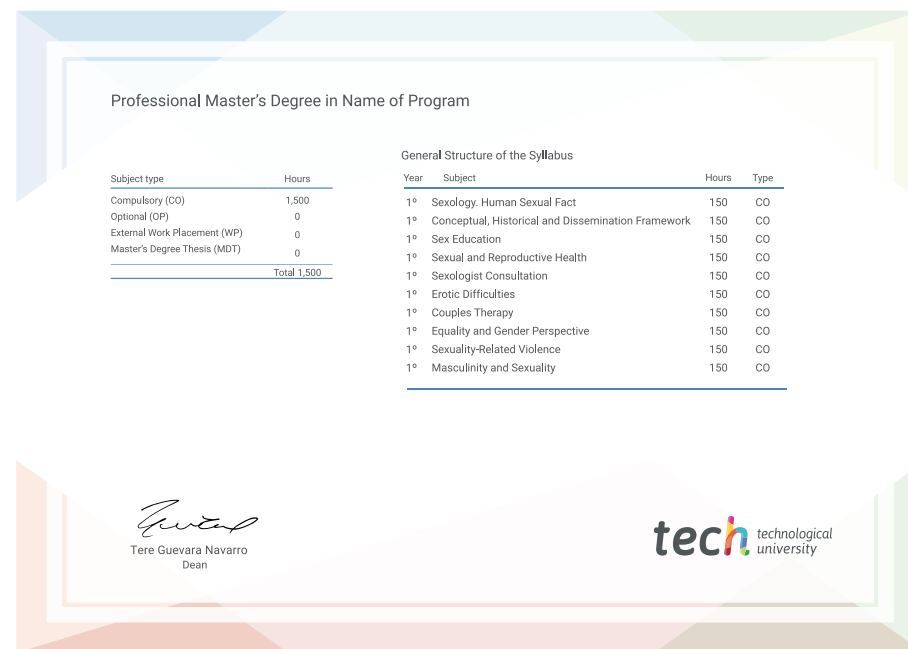 Professional Master's Degree in Name of Program
Subject type Hours
Compulsory (CO) 1,500
Optional (OP) 0
External Work Placement (WP) 0
Master's Degree Thesis (MDT) 0
Total 1,500
General Structure of the Syllabus
Year Subject Hours Type
1º Sexology. Human Sexual Fact 150 CO
1º Conceptual, Historical and Dissemination Framework 150 CO
1º Sex Education 150 CO
1º Sexual and Reproductive Health 150 CO
1º Sexologist Consultation 150 CO
1º Erotic Difficulties 150 CO
1º Couples Therapy 150 CO
1º Equality and Gender Perspective 150 CO
1º Sexuality-Related Violence 150 CO
1º Masculinity and Sexuality 150 CO
Tere Guevara Navarro
Dean
tech technological
university